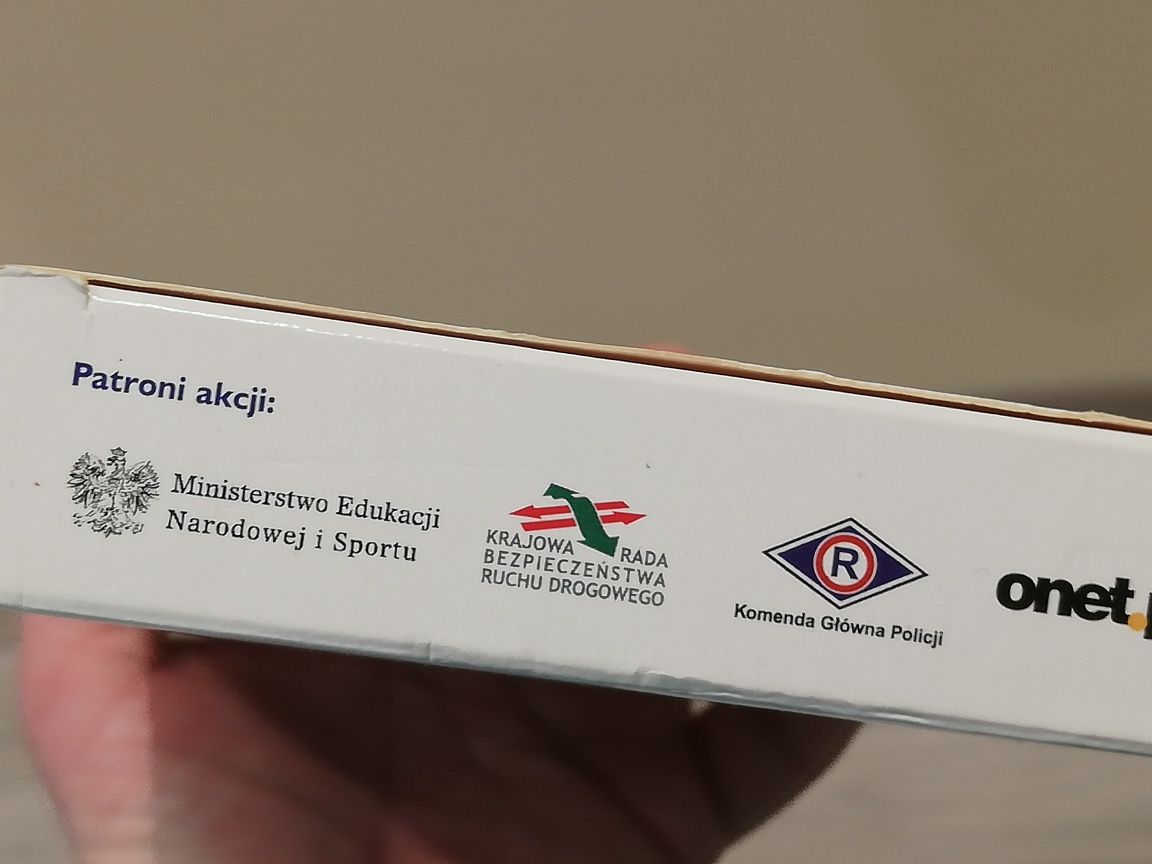 Patroni akcji:
Ministerstwo Edukacji
Narodowej i Sportu
KRAJOWA RADA
BEZPIECZEŃSTWA
RUCHU DROGOWEGO
R
Komenda Główna Policji
onet.